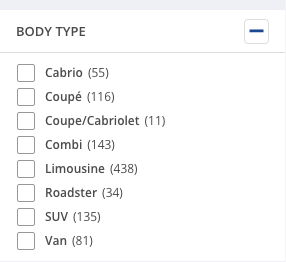 BODY TYPE
Cabrio (55)
Coupé (116)
Coupe/Cabriolet (11)
Combi (143)
Limousine (438)
Roadster (34)
SUV (135)
Van (81)